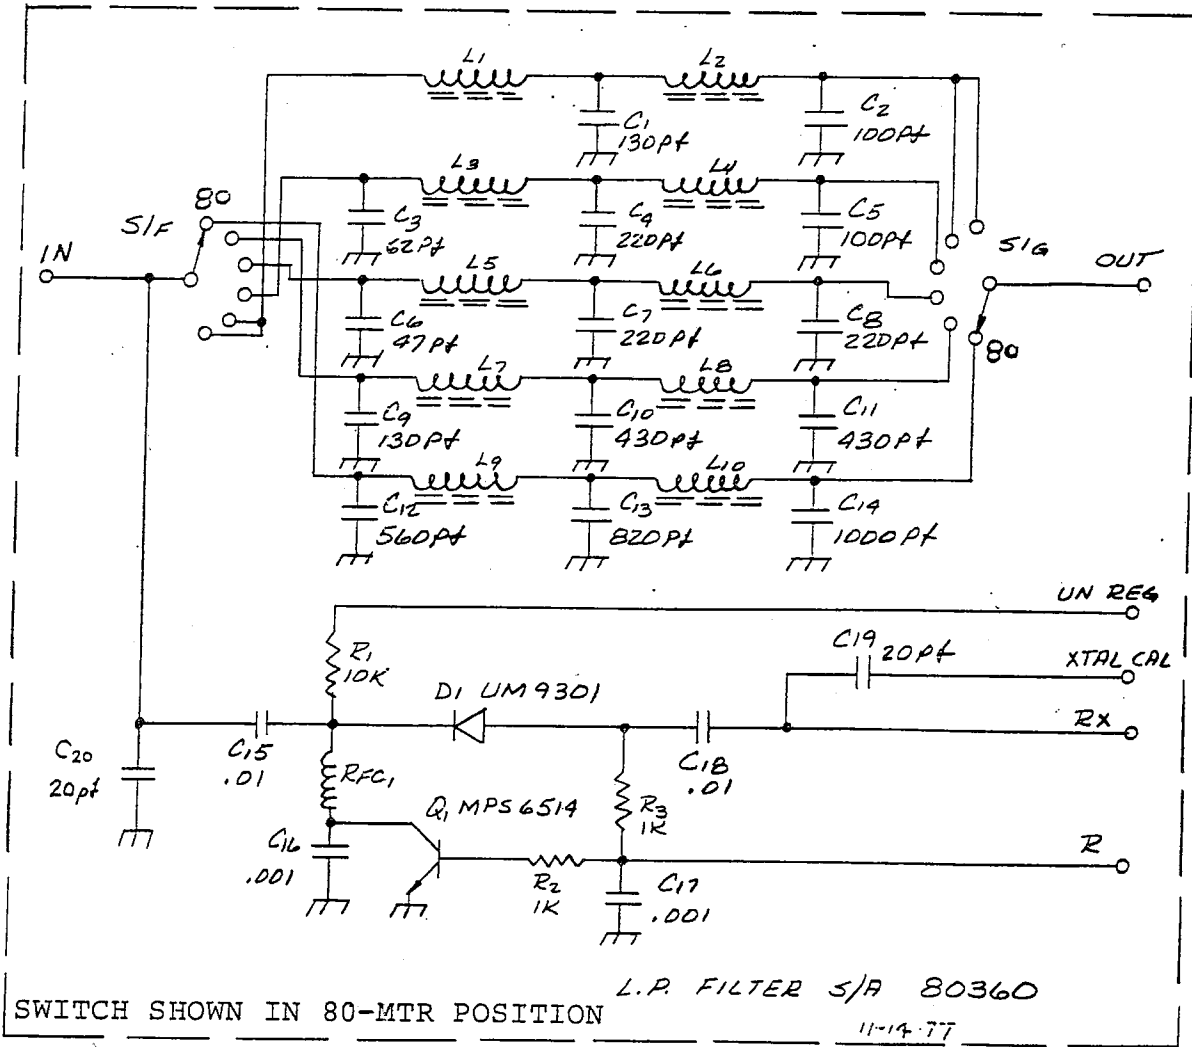 L1
L2
C1
130Pf
C2
100Pf
L3
L4
80
S1F
C3
62Pf
C4
220Pf
C5
100Pf
S1G
IN
OUT
L5
L6
C6
47Pf
C7
220Pf
C8
220Pf
80
L7
L8
C9
130Pf
C10
430Pf
C11
430Pf
L9
L10
C12
560Pf
C13
820Pf
C14
1000Pf
UN REG
R1
10K
C19 20Pf
XTAL CAL
D1 UM9301
RX
C20
20Pf
C15
.01
C18
.01
RFC1
Q1 MPS6514
R3
1K
C16
.001
R
R2
1K
C17
.001
L.P. FILTER S/A 80360
SWITCH SHOWN IN 80-MTR POSITION
11-14-77